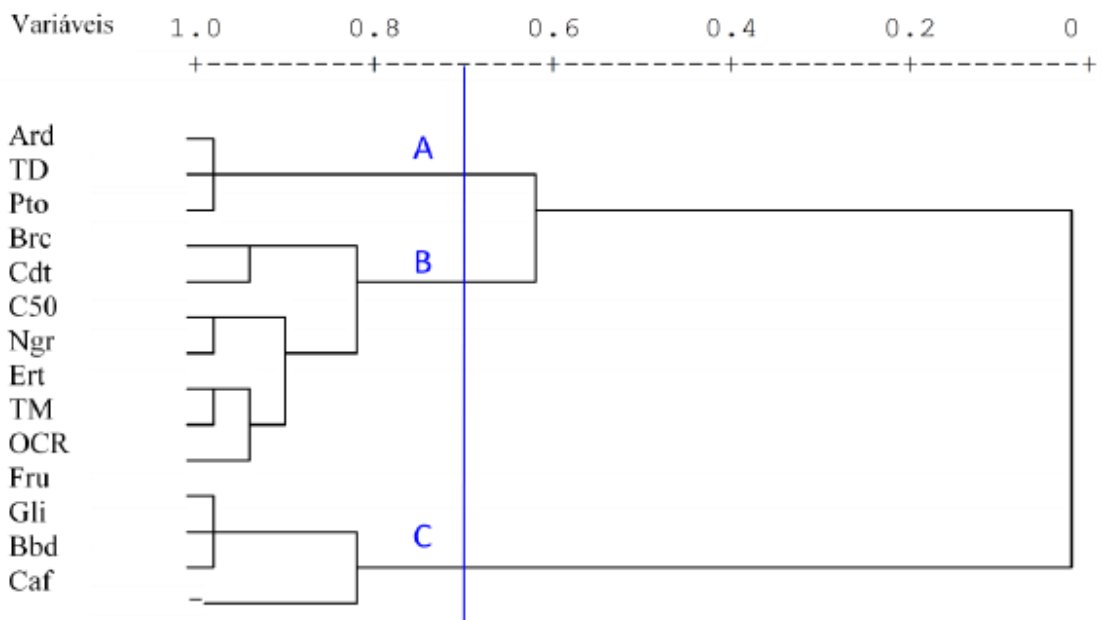 Variáveis 1.0 0.8 0.6 0.4 0.2 0
+---------+---------+---------+---------+---------+
Ard
A
TD
Pto
Brc
B
Cdt
C50
Ngr
Ert
TM
OCR
Fru
Gli
C
Bbd
Caf